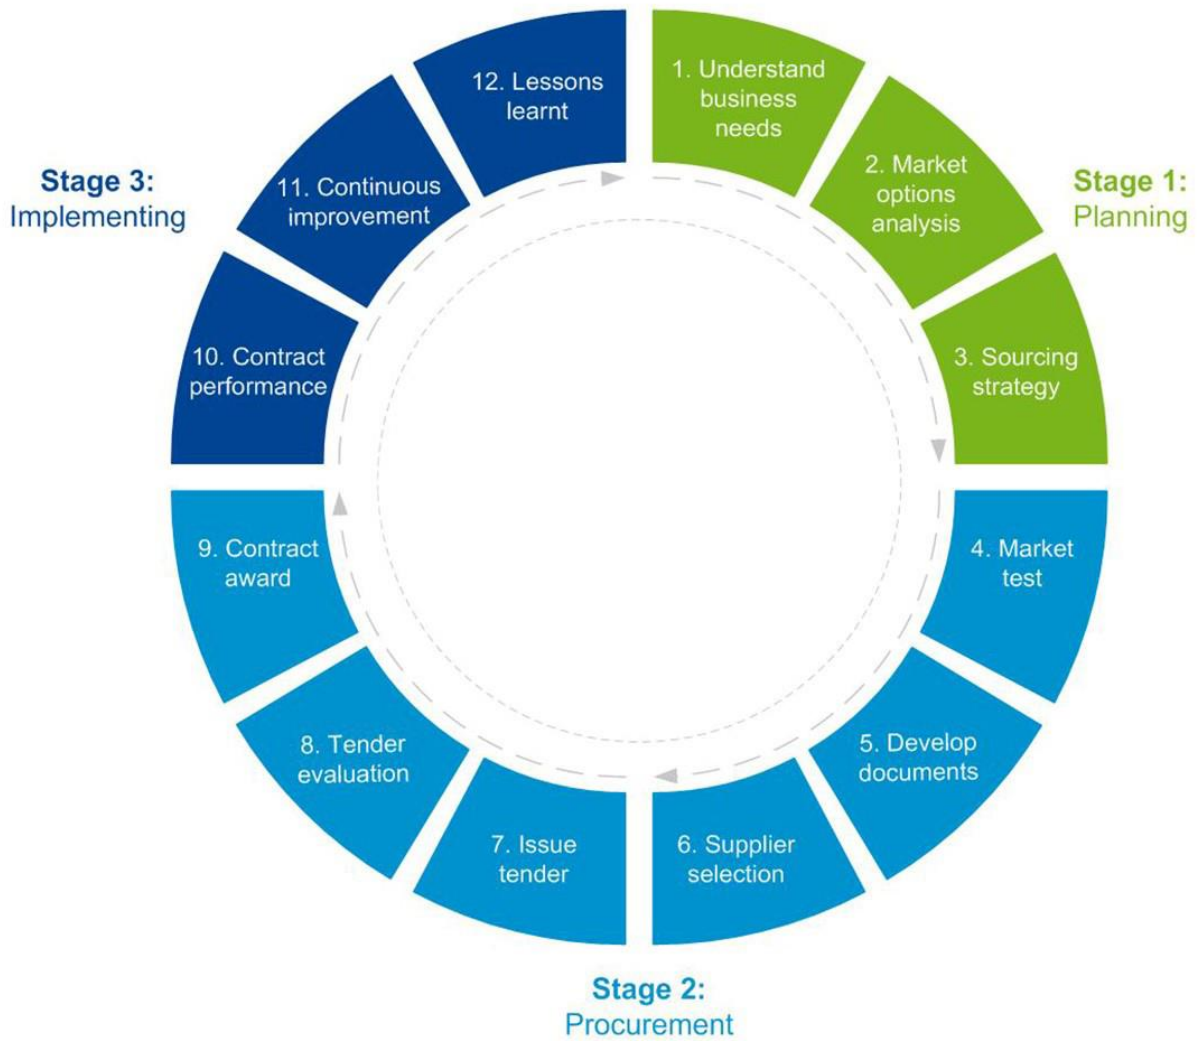 1. Understand
business
needs
2. Market
options
analysis
3. Sourcing
strategy
Stage 1:
Planning
4. Market
test
5. Develop
documents
6. Supplier
selection
7. Issue
tender
8. Tender
evaluation
9. Contract
award
Stage 2:
Procurement
10. Contract
performance
11. Continuous
improvement
12. Lessons
learnt
Stage 3:
Implementing